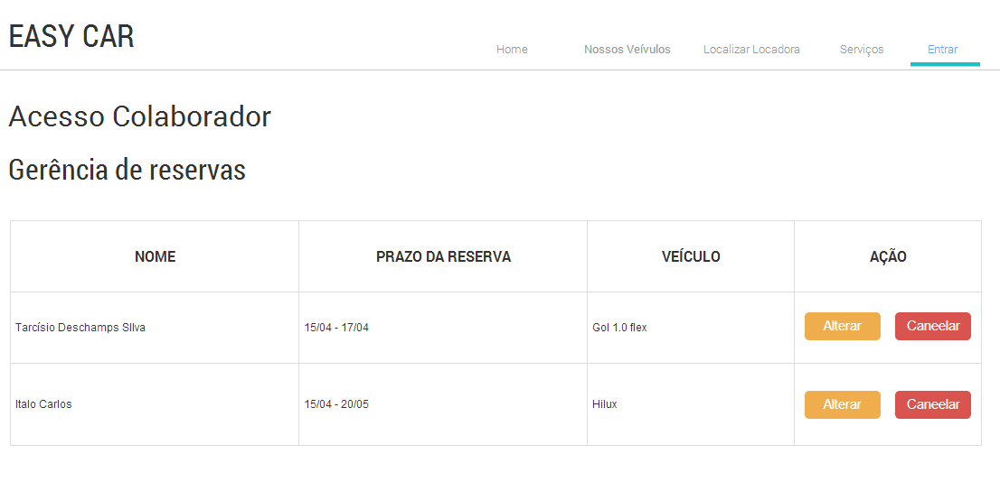 EASY CAR
Home Nossos Veívulos Localizar Locadora Serviços Entrar
Acesso Colaborador
Gerência de reservas
NOME PRAZO DA RESERVA VEÍCULO AÇÃO
Tarcísio Deschamps SIlva 15/04 - 17/04 Gol 1.0 flex Alterar Caneelar
Italo Carlos 15/04 - 20/05 Hilux Alterar Caneelar